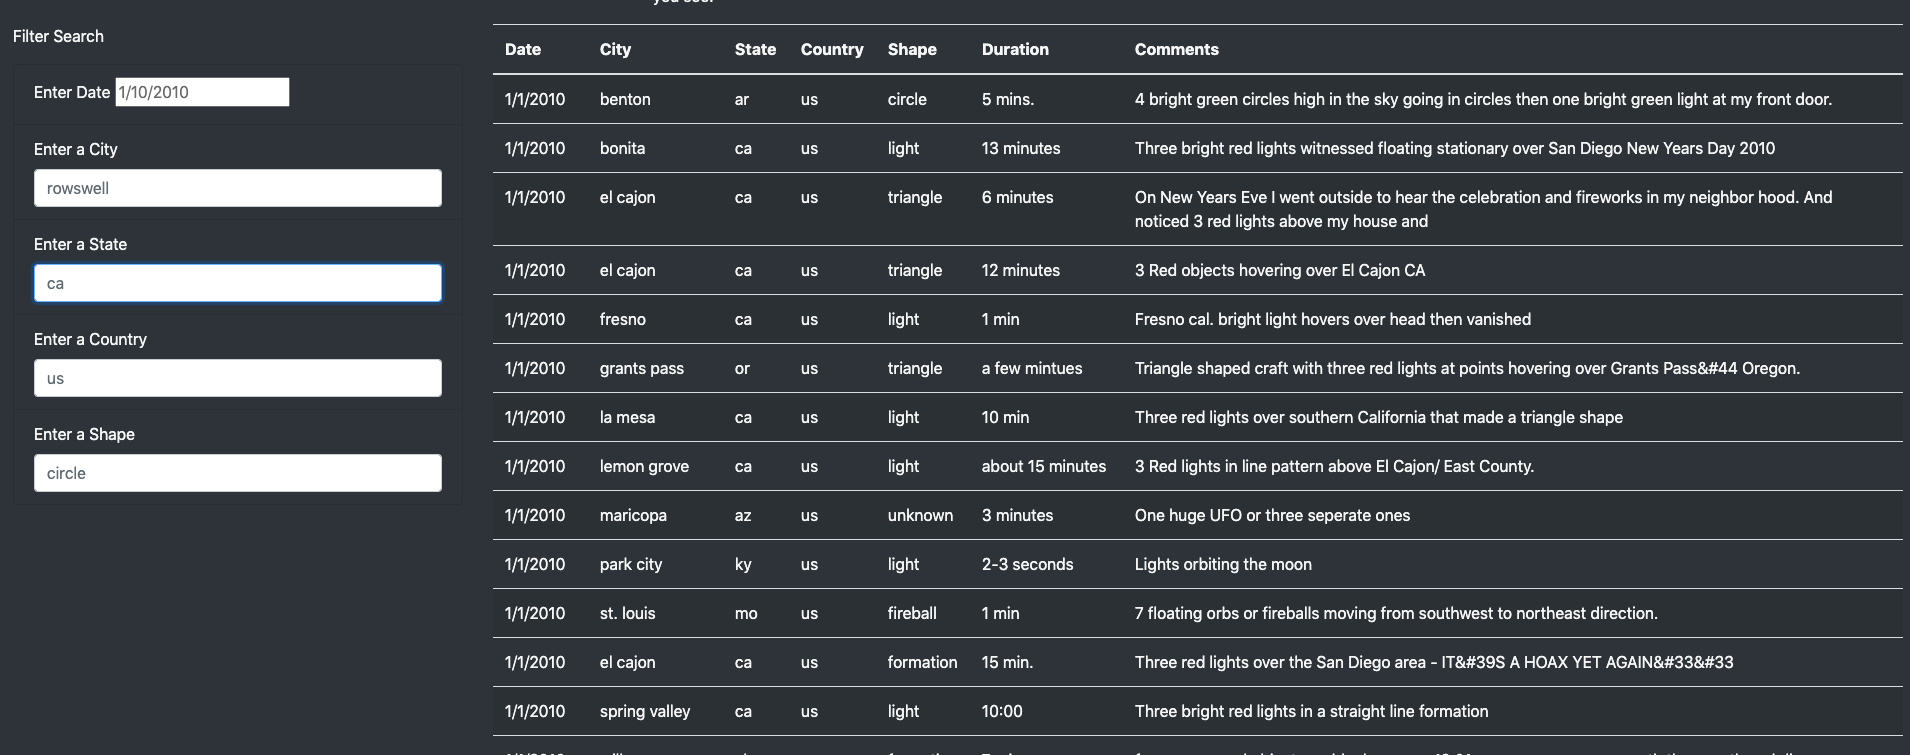 Filter Search
Enter Date 1/10/2010
Enter a City
rowswell
Enter a State
ca
Enter a Country
us
Enter a Shape
circle
Date City State Country Shape Duration Comments
1/1/2010 benton ar us circle 5 mins. 4 bright green circles high in the sky going in circles then one bright green light at my front door.
1/1/2010 bonita ca us light 13 minutes Three bright red lights witnessed floating stationary over San Diego New Years Day 2010
1/1/2010 el cajon ca us triangle 6 minutes On New Years Eve I went outside to hear the celebration and fireworks in my neighbor hood. And
noticed 3 red lights above my house and
1/1/2010 el cajon ca us triangle 12 minutes 3 Red objects hovering over El Cajon CA
1/1/2010 fresno ca us light 1 min Fresno cal. bright light hovers over head then vanished
1/1/2010 grants pass or us triangle a few mintues Triangle shaped craft with three red lights at points hovering over Grants Pass&#44 Oregon.
1/1/2010 la mesa ca us light 10 min Three red lights over southern California that made a triangle shape
1/1/2010 lemon grove ca us light about 15 minutes 3 Red lights in line pattern above El Cajon/ East County.
1/1/2010 maricopa az us unknown 3 minutes One huge UFO or three seperate ones
1/1/2010 park city ky us light 2-3 seconds Lights orbiting the moon
1/1/2010 st. louis mo us fireball 1 min 7 floating orbs or fireballs moving from southwest to northeast direction.
1/1/2010 el cajon ca us formation 15 min. Three red lights over the San Diego area - IT&#39S A HOAX YET AGAIN&#33&#33
1/1/2010 spring valley ca us light 10:00 Three bright red lights in a straight line formation